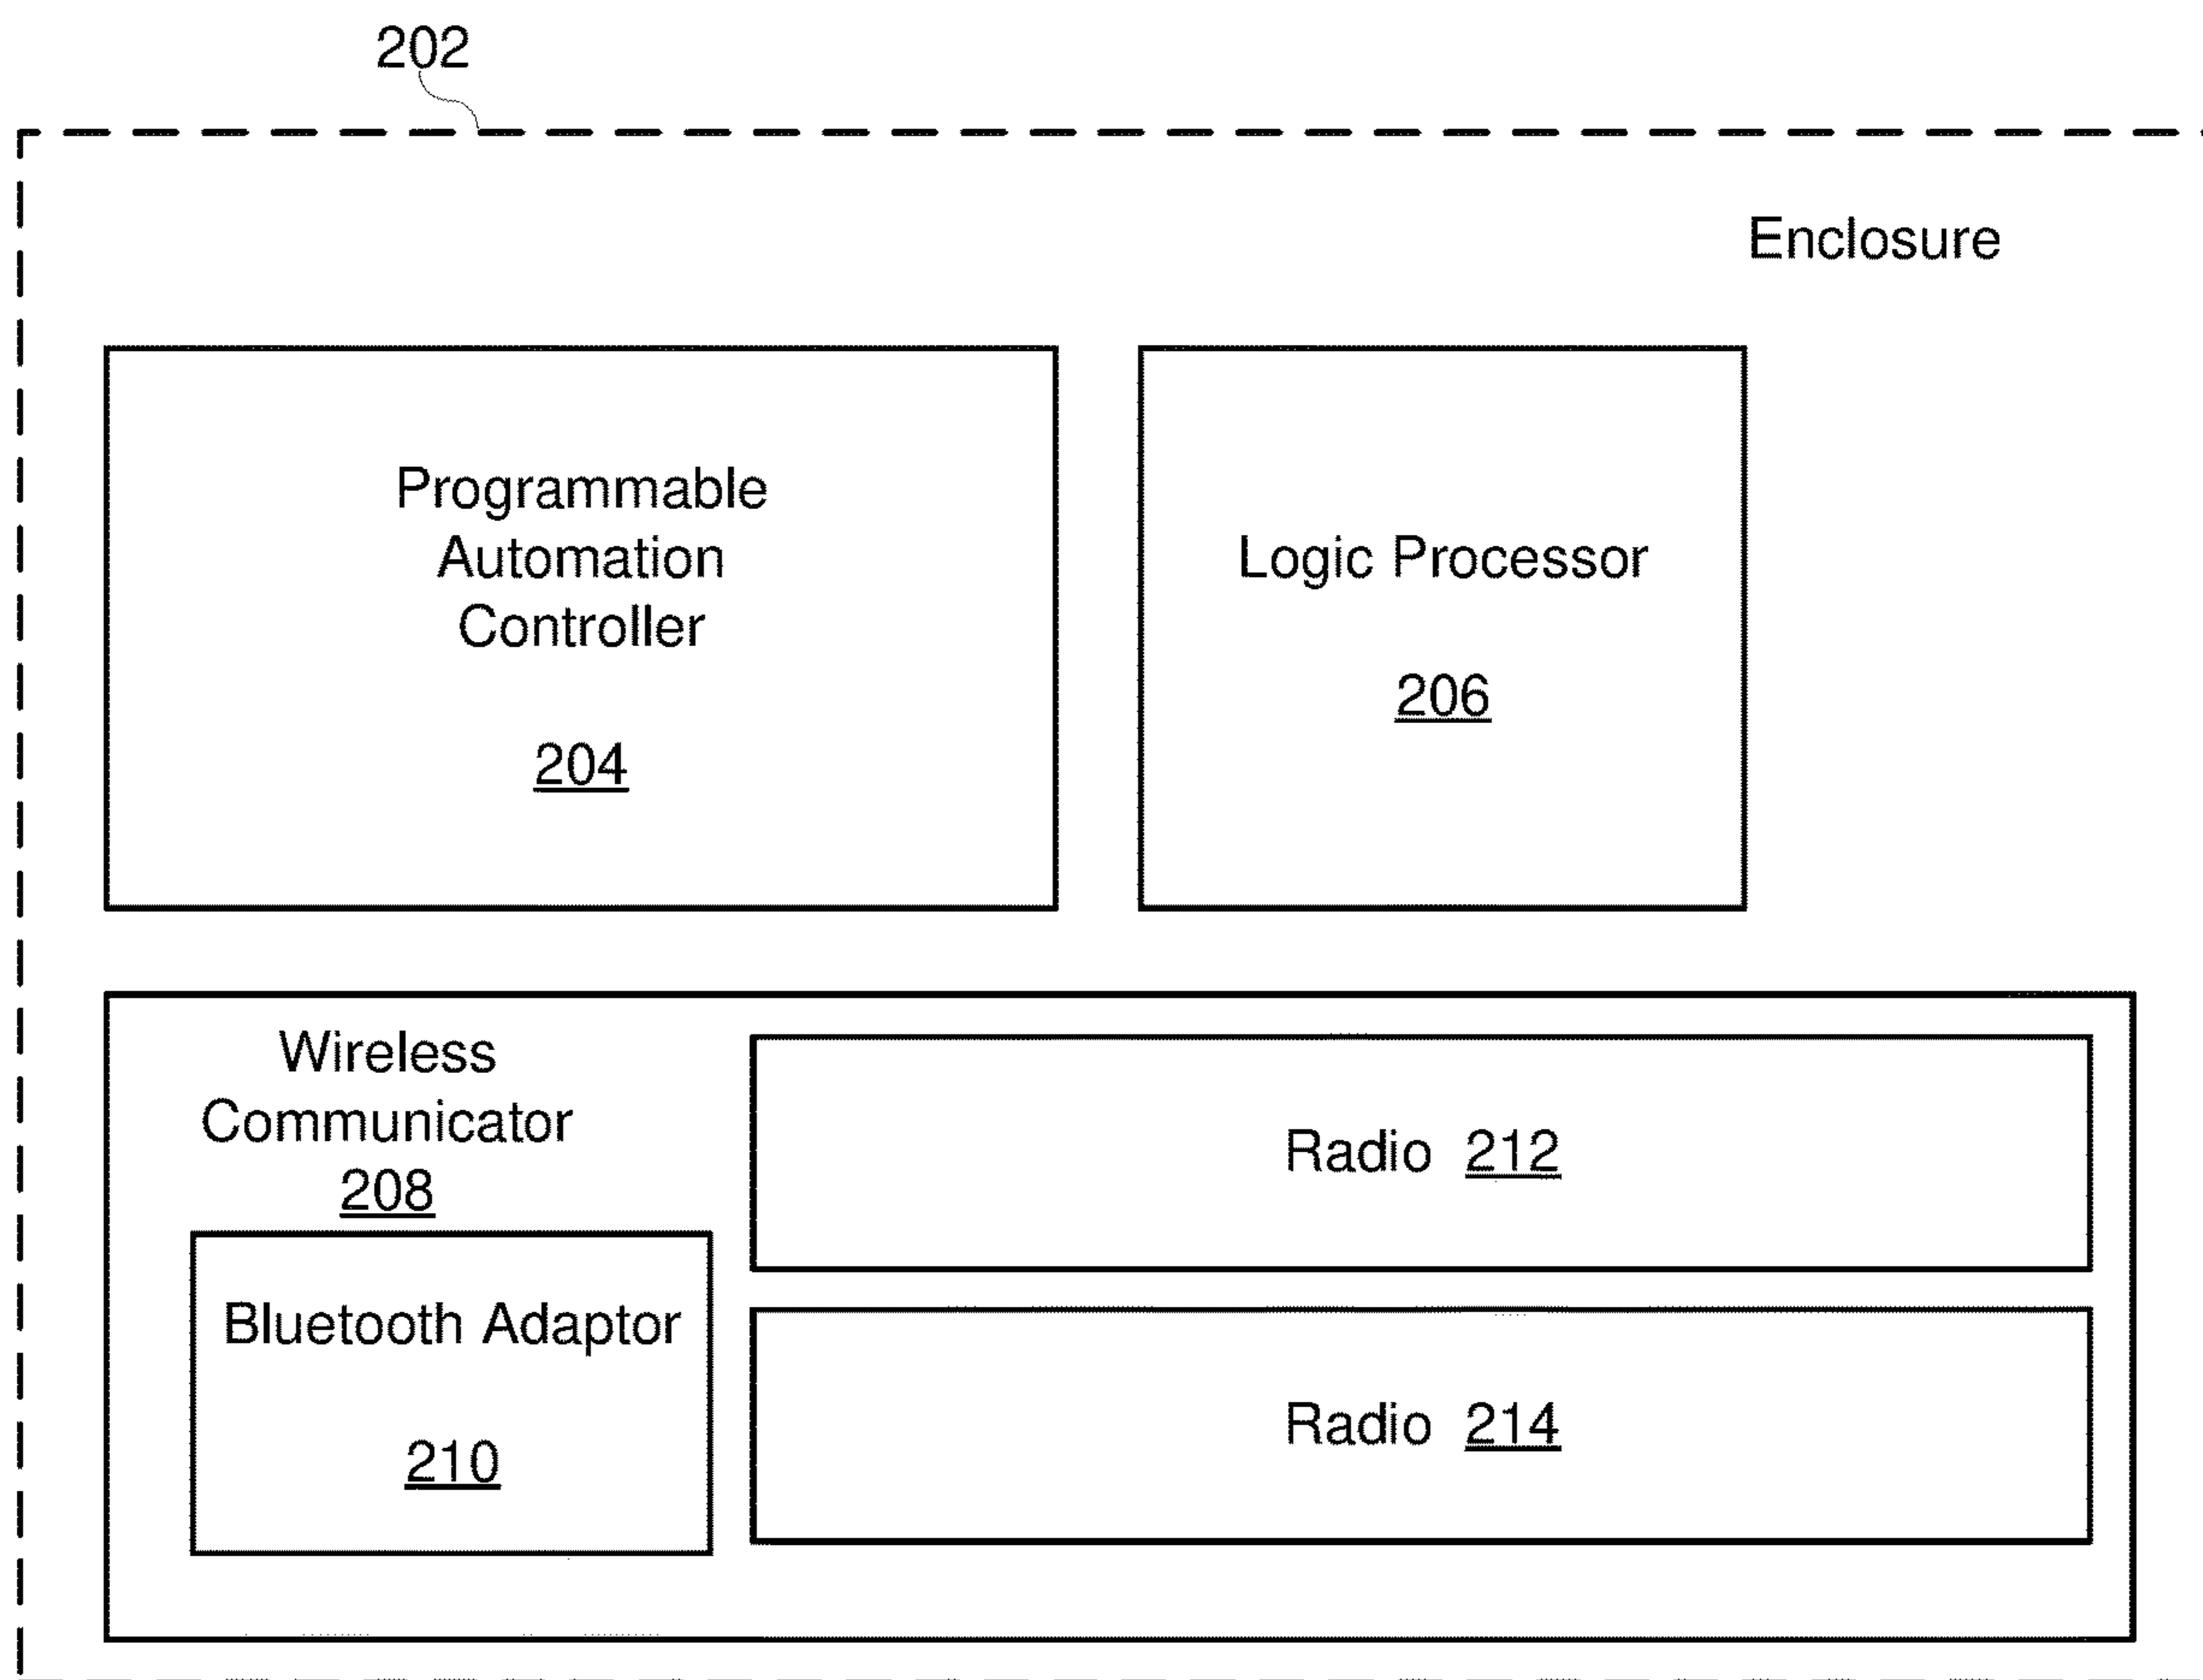 202
Enclosure
Programmable
Automation
Controller
204
Logic Processor
206
Wireless
Communicator
208
Bluetooth Adaptor
210
Radio 212
Radio 214